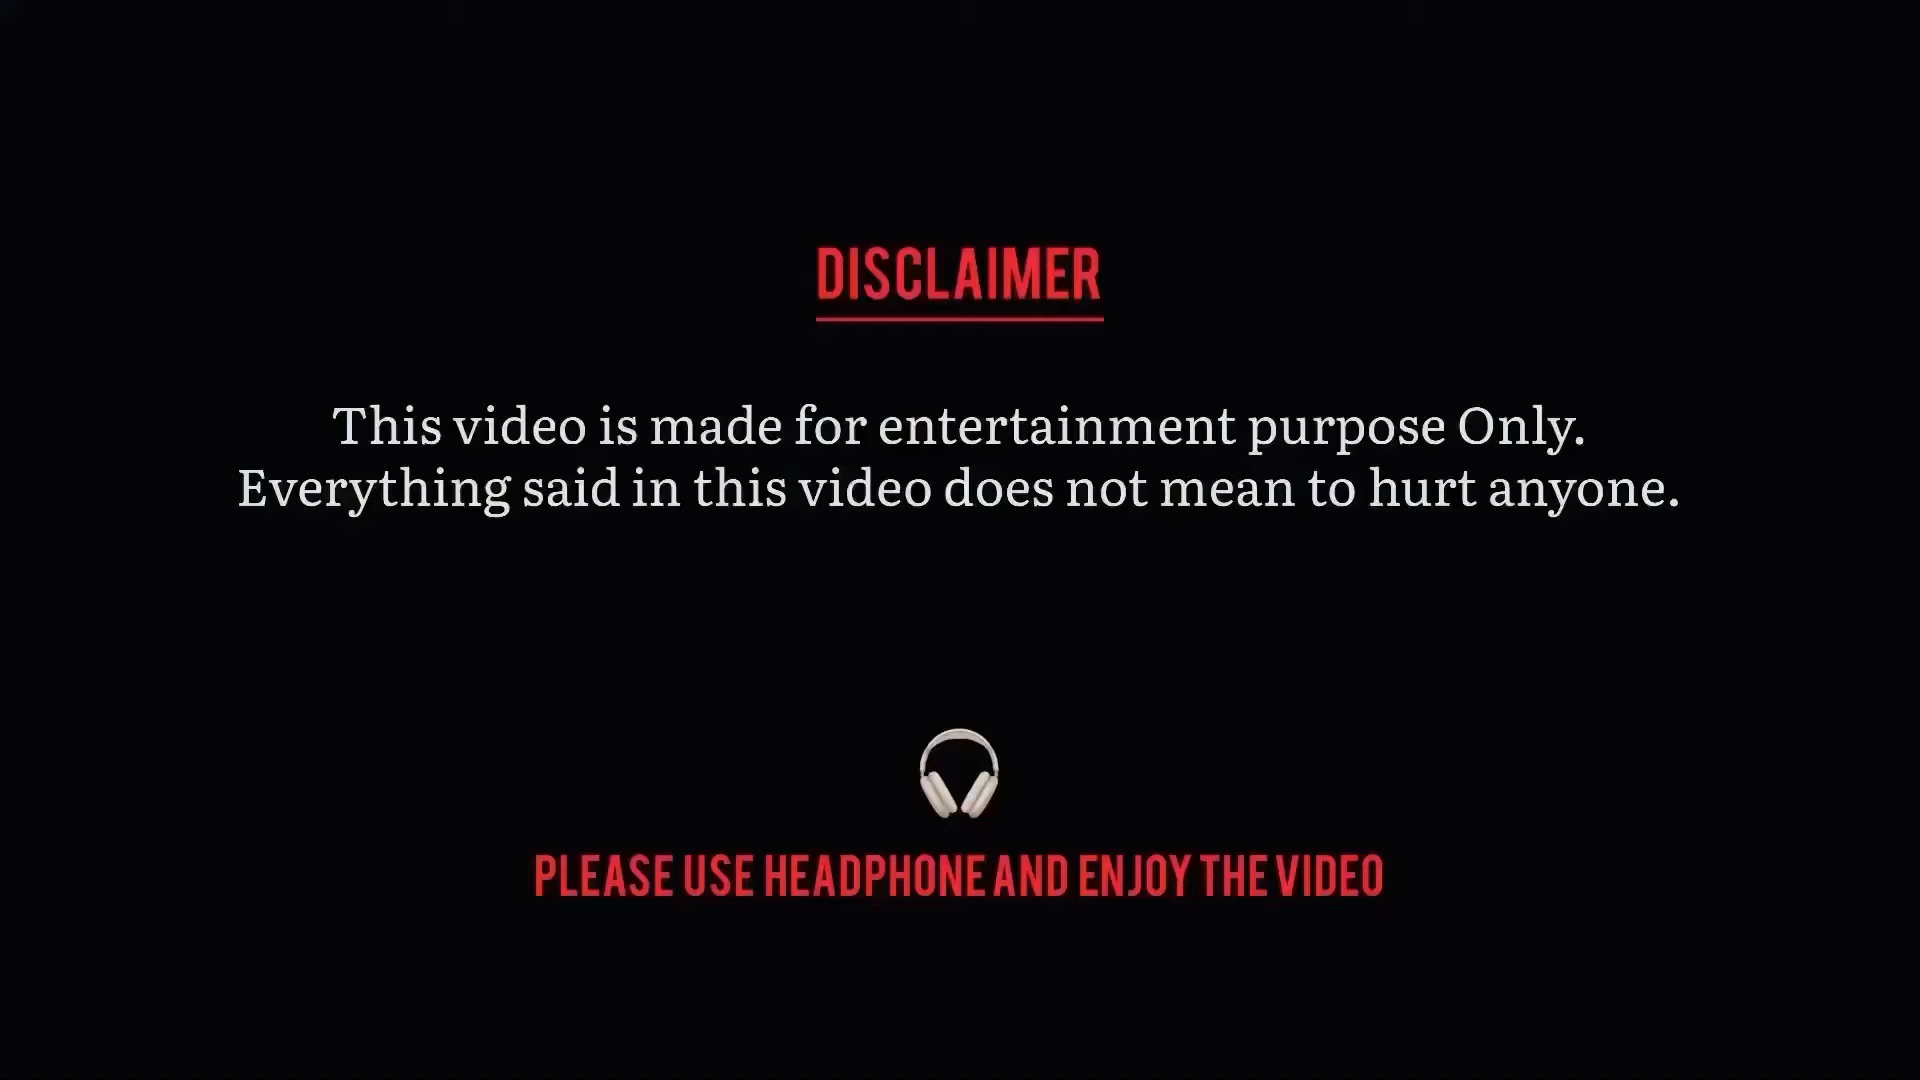 DISCLAIMER
This video is made for entertainment purpose Only.
Everything said in this video does not mean to hurt anyone.
PLEASE USE HEADPHONE AND ENJOY THE VIDEO